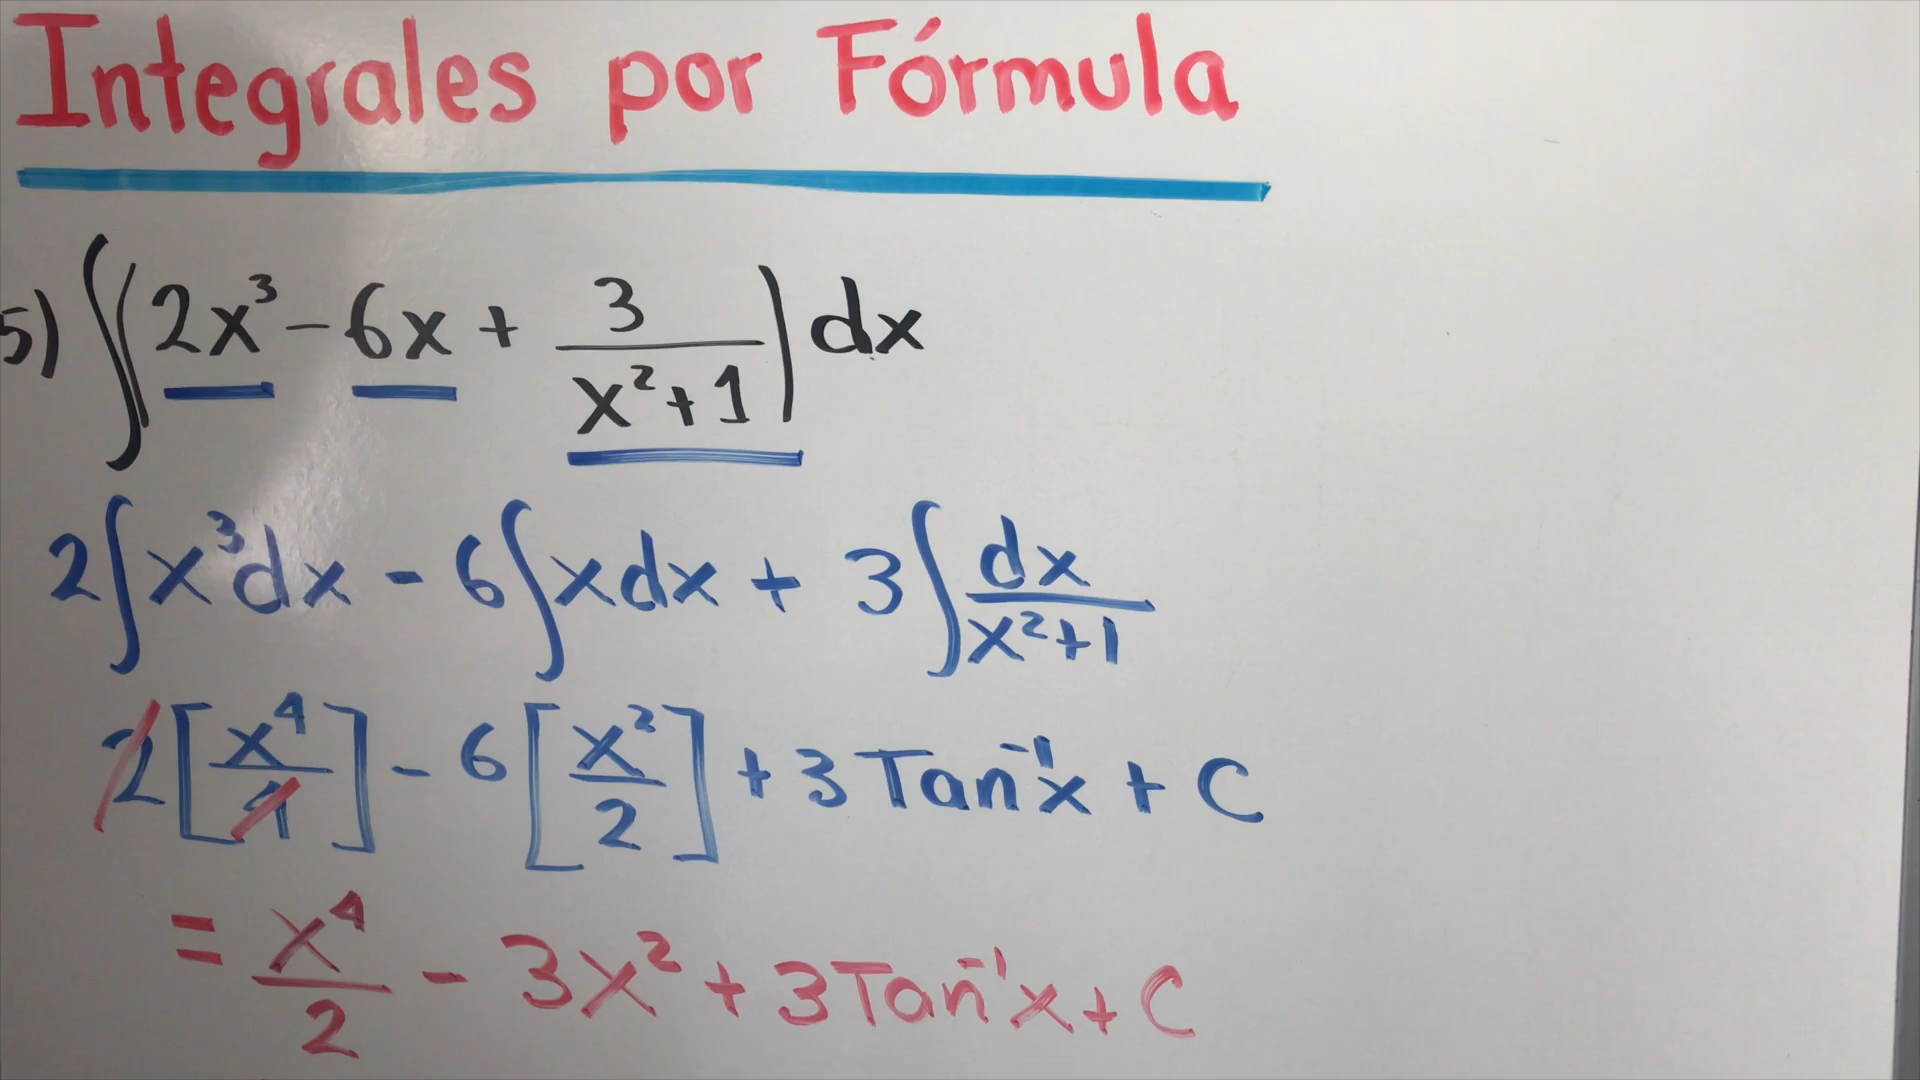 Integrales por Fórmula
5) ∫(2x³ - 6x + 3/(x²+1)) dx
2∫x³dx - 6∫xdx + 3∫dx/(x²+1)
2[x⁴/4] - 6[x²/2] + 3Tan⁻¹x + C
= x⁴/2 - 3x² + 3Tan⁻¹x + C